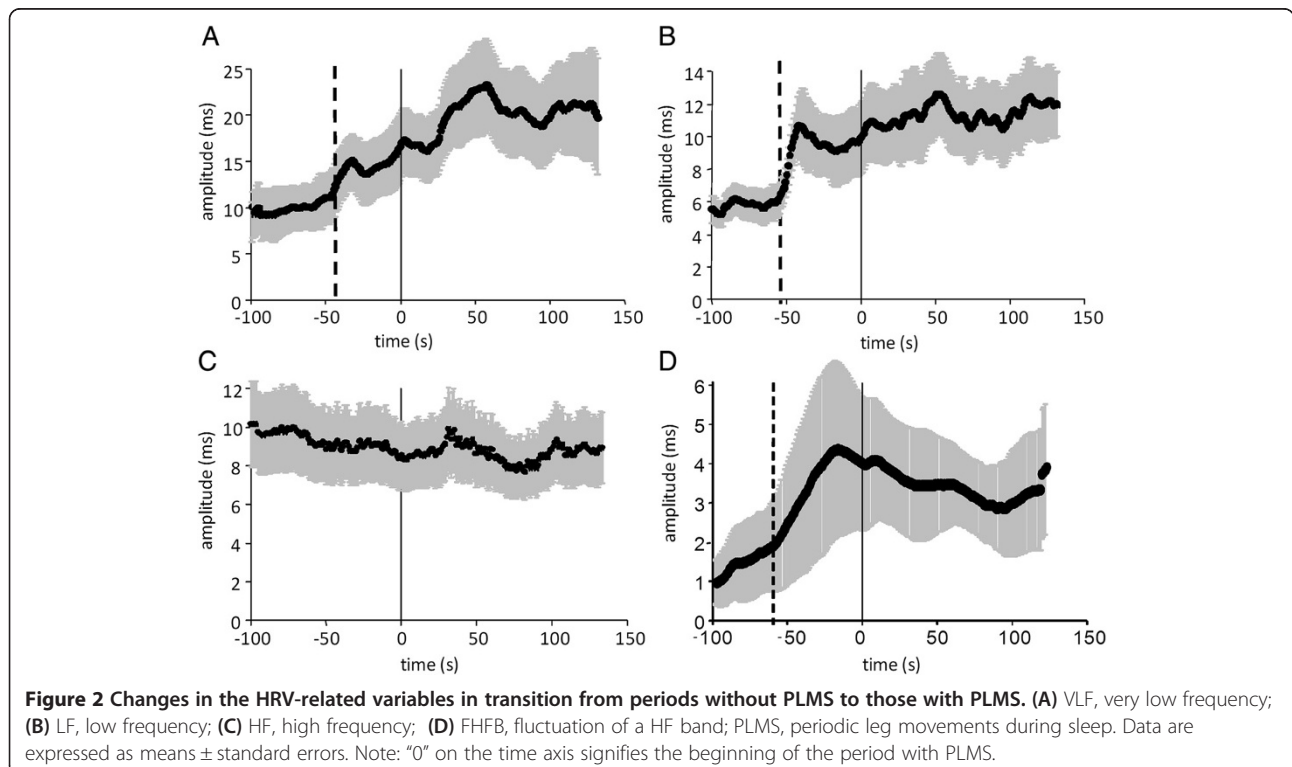 A
B
25
20
15
10
5
0
amplitude (ms)
-100 -50 0 50 100 150
time (s)
14
12
10
8
6
4
2
0
amplitude (ms)
-100 -50 0 50 100 150
time (s)
C
D
12
10
8
6
4
2
0
amplitude (ms)
-100 -50 0 50 100 150
time (s)
6
5
4
3
2
1
0
amplitude (ms)
-100 -50 0 50 100 150
time (s)
Figure 2 Changes in the HRV-related variables in transition from periods without PLMS to those with PLMS. (A) VLF, very low frequency;
(B) LF, low frequency; (C) HF, high frequency; (D) FHFB, fluctuation of a HF band; PLMS, periodic leg movements during sleep. Data are
expressed as means ± standard errors. Note: “0” on the time axis signifies the beginning of the period with PLMS.